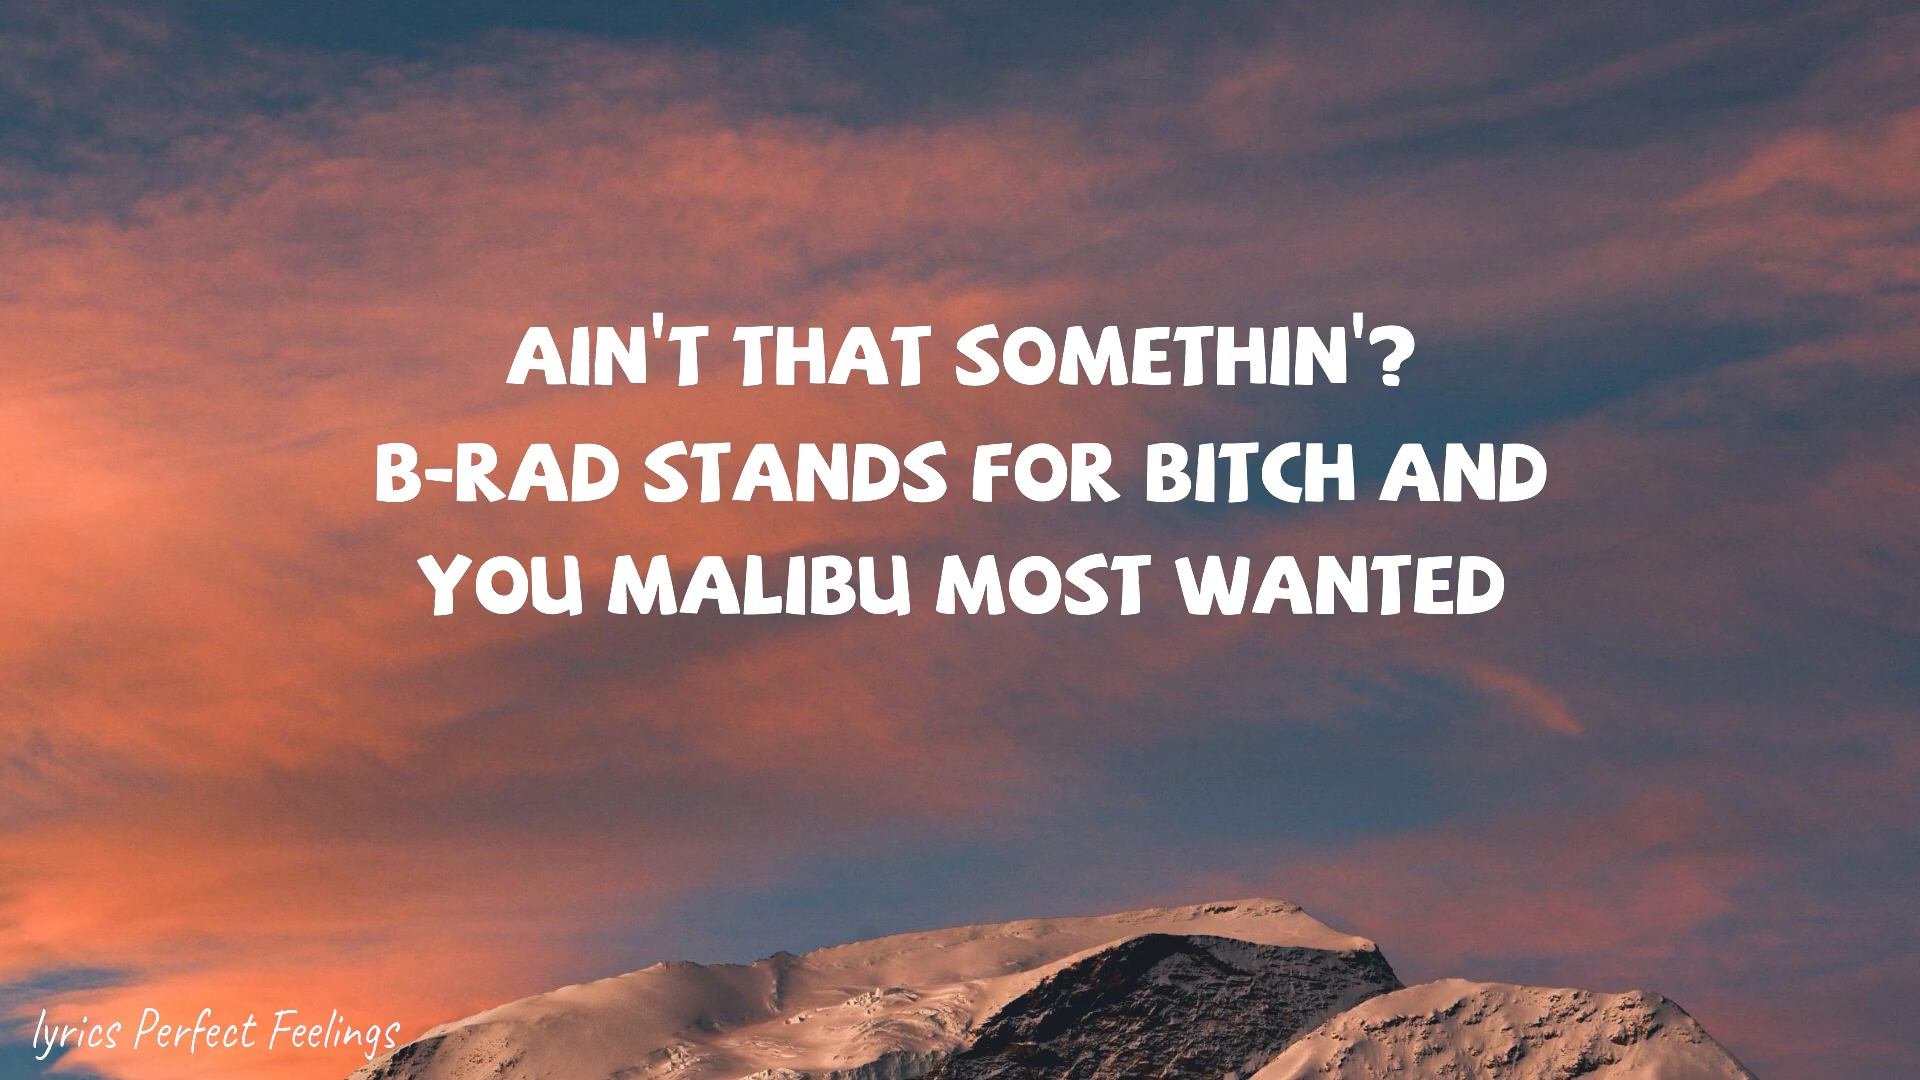 AIN'T THAT SOMETHIN'?
B-RAD STANDS FOR BITCH AND
YOU MALIBU MOST WANTED
lyrics Perfect Feelings